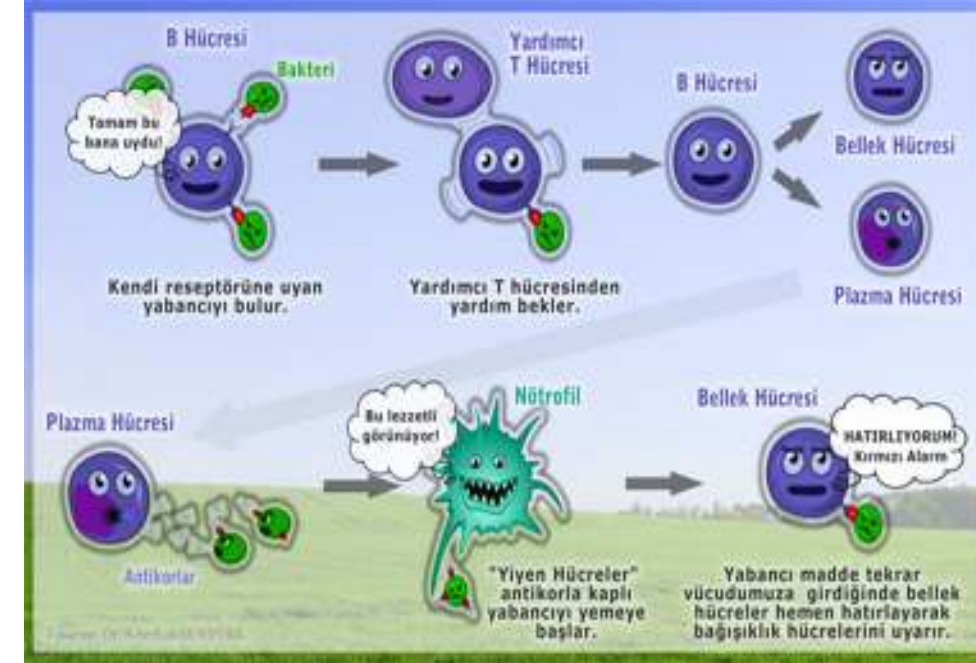 B Hücresi
Bakteri
Tamam bu
bana uydu!
Kendi reseptörüne uyan
yabancıyı bulur.
Yardımcı
T Hücresi
Yardımcı T hücresinden
yardım bekler.
B Hücresi
Bellek Hücresi
Plazma Hücresi
Plazma Hücresi
Antikorlar
Bu lezzetli
görünüyor!
Nötrofil
"Yiyen Hücreler"
antikorla kaplı
yabancıyı yemeye
başlar.
Bellek Hücresi
HATIRLIYORUM!
Kırmızı Alarm
Yabancı madde tekrar
vücudumuza girdiğinde bellek
hücreler hemen hatırlayarak
bağışıklık hücrelerini uyarır.